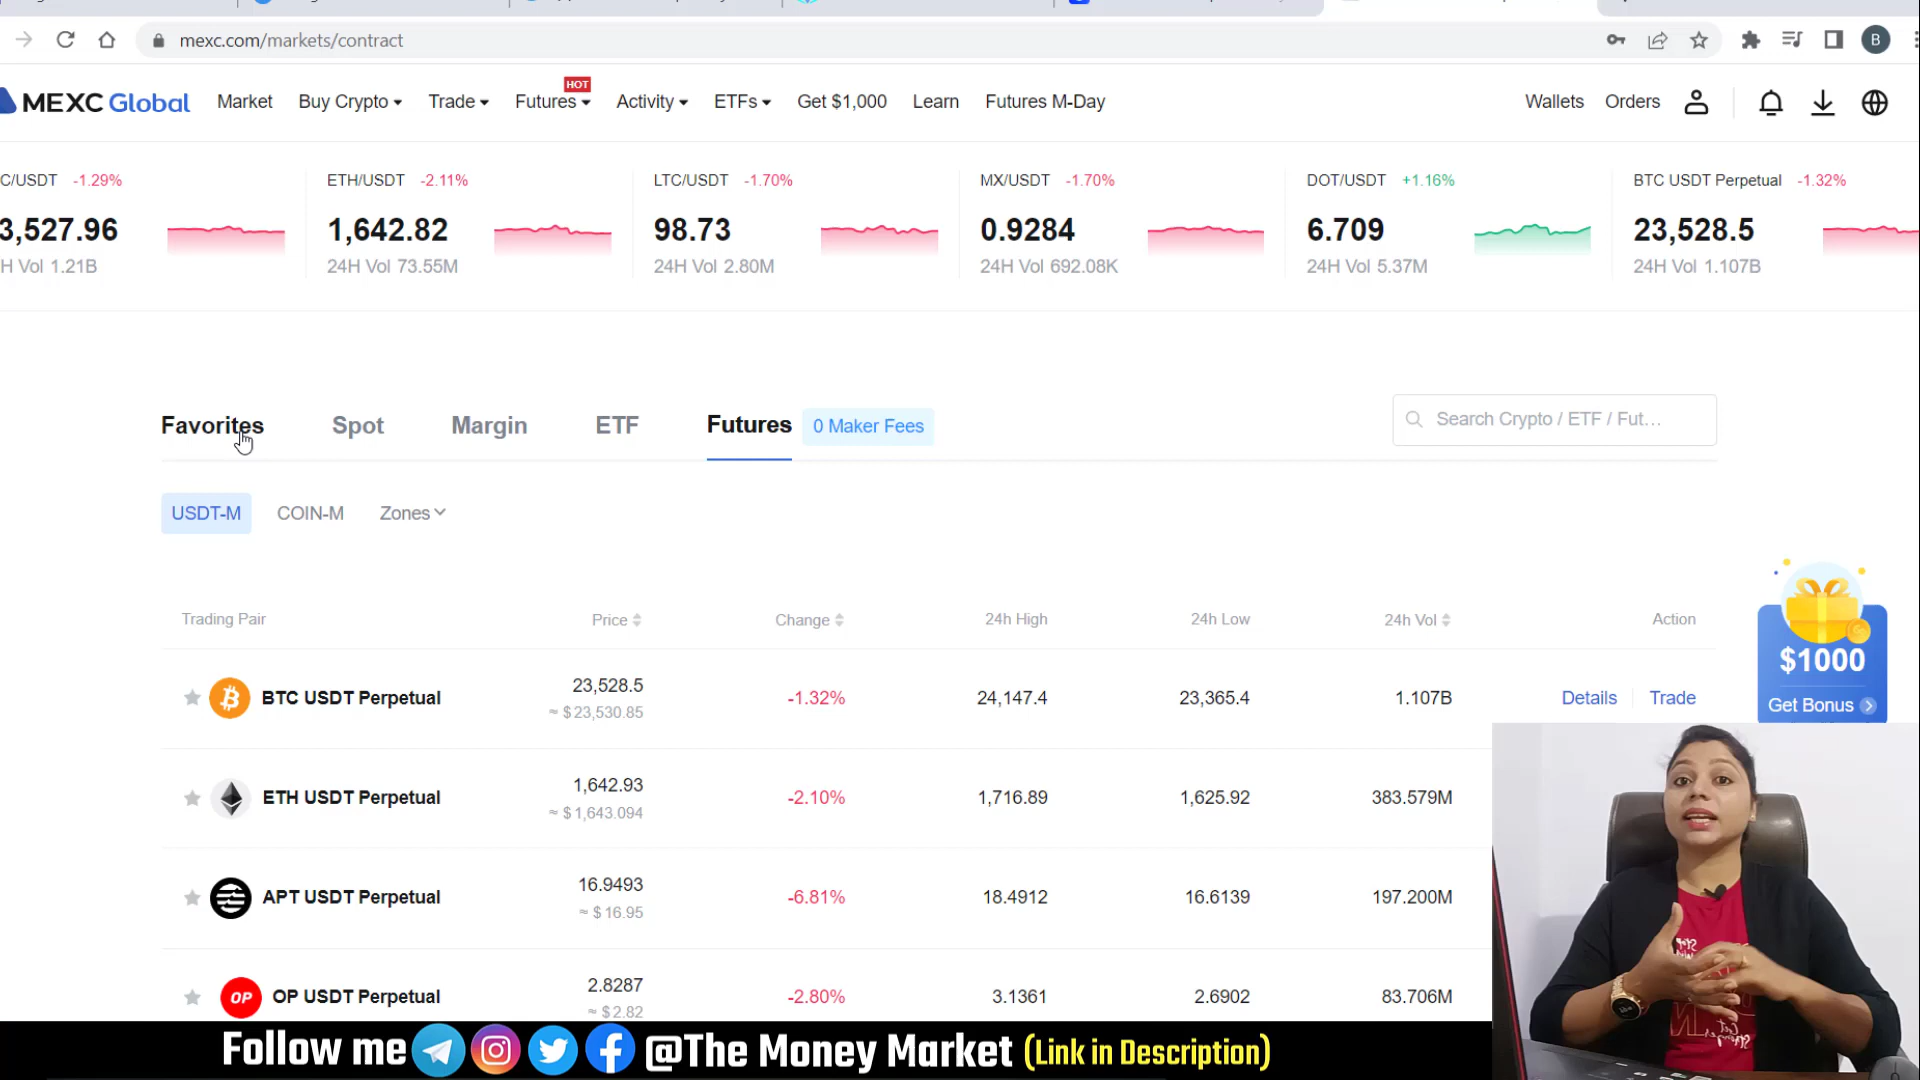 mexc.com/markets/contract
B
MEXC Global Market Buy Crypto Trade Futures HOT Activity ETFs Get $1,000 Learn Futures M-Day Wallets Orders
C/USDT -1.29% ETH/USDT -2.11% LTC/USDT -1.70% MX/USDT -1.70% DOT/USDT +1.16% BTC USDT Perpetual -1.32%
3,527.96 1,642.82 98.73 0.9284 6.709 23,528.5
H Vol 1.21B 24H Vol 73.55M 24H Vol 2.80M 24H Vol 692.08K 24H Vol 5.37M 24H Vol 1.107B
Favorites Spot Margin ETF Futures 0 Maker Fees Search Crypto / ETF / Fut...
USDT-M COIN-M Zones
Trading Pair Price Change 24h High 24h Low 24h Vol Action
BTC USDT Perpetual 23,528.5 -1.32% 24,147.4 23,365.4 1.107B Details Trade
≈ $ 23,530.85
$1000
Get Bonus
ETH USDT Perpetual 1,642.93 -2.10% 1,716.89 1,625.92 383.579M
≈ $ 1,643.094
APT USDT Perpetual 16.9493 -6.81% 18.4912 16.6139 197.200M
≈ $ 16.95
OP OP USDT Perpetual 2.8287 -2.80% 3.1361 2.6902 83.706M
≈ $ 2.82
Follow me @The Money Market (Link in Description)